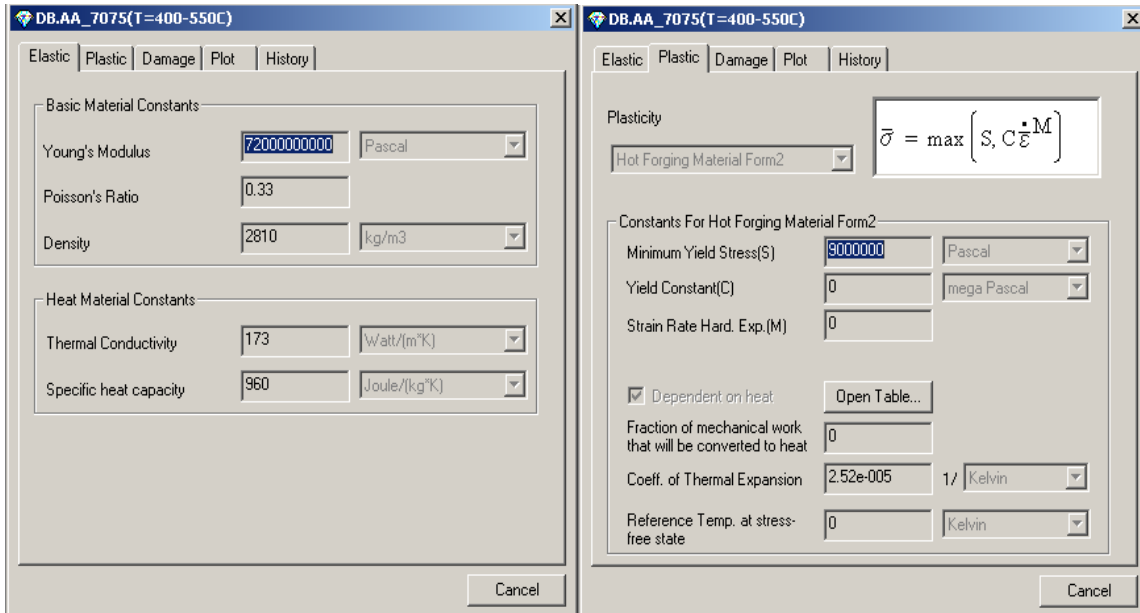 DB.AA_7075(T=400-550C)
Elastic Plastic Damage Plot History
Basic Material Constants
Young's Modulus 72000000000 Pascal
Poisson's Ratio 0.33
Density 2810 kg/m3
Heat Material Constants
Thermal Conductivity 173 Watt/(m*K)
Specific heat capacity 960 Joule/(kg*K)
Cancel
DB.AA_7075(T=400-550C)
Elastic Plastic Damage Plot History
Plasticity
Hot Forging Material Form2
σ̄ = max(S, C ε̄̇^M)
Constants For Hot Forging Material Form2
Minimum Yield Stress(S) 9000000 Pascal
Yield Constant(C) 0 mega Pascal
Strain Rate Hard. Exp.(M) 0
Dependent on heat Open Table...
Fraction of mechanical work
that will be converted to heat 0
Coeff. of Thermal Expansion 2.52e-005 1/ Kelvin
Reference Temp. at stress-
free state 0 Kelvin
Cancel